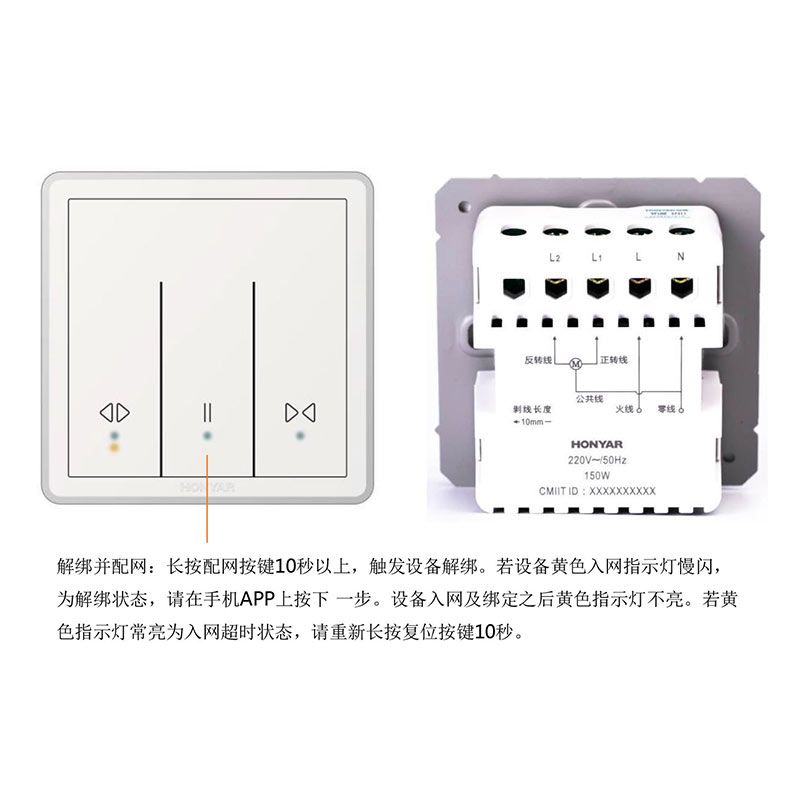 HONYAR
L2 L1 L N
反转线 M 正转线
公共线
剥线长度 火线 零线
10mm
HONYAR
220V～/50Hz
150W
CMIIT ID：XXXXXXXXXX
解绑并配网：长按配网按键10秒以上，触发设备解绑。若设备黄色入网指示灯慢闪，
为解绑状态，请在手机APP上按下 一步。设备入网及绑定之后黄色指示灯不亮。若黄
色指示灯常亮为入网超时状态，请重新长按复位按键10秒。